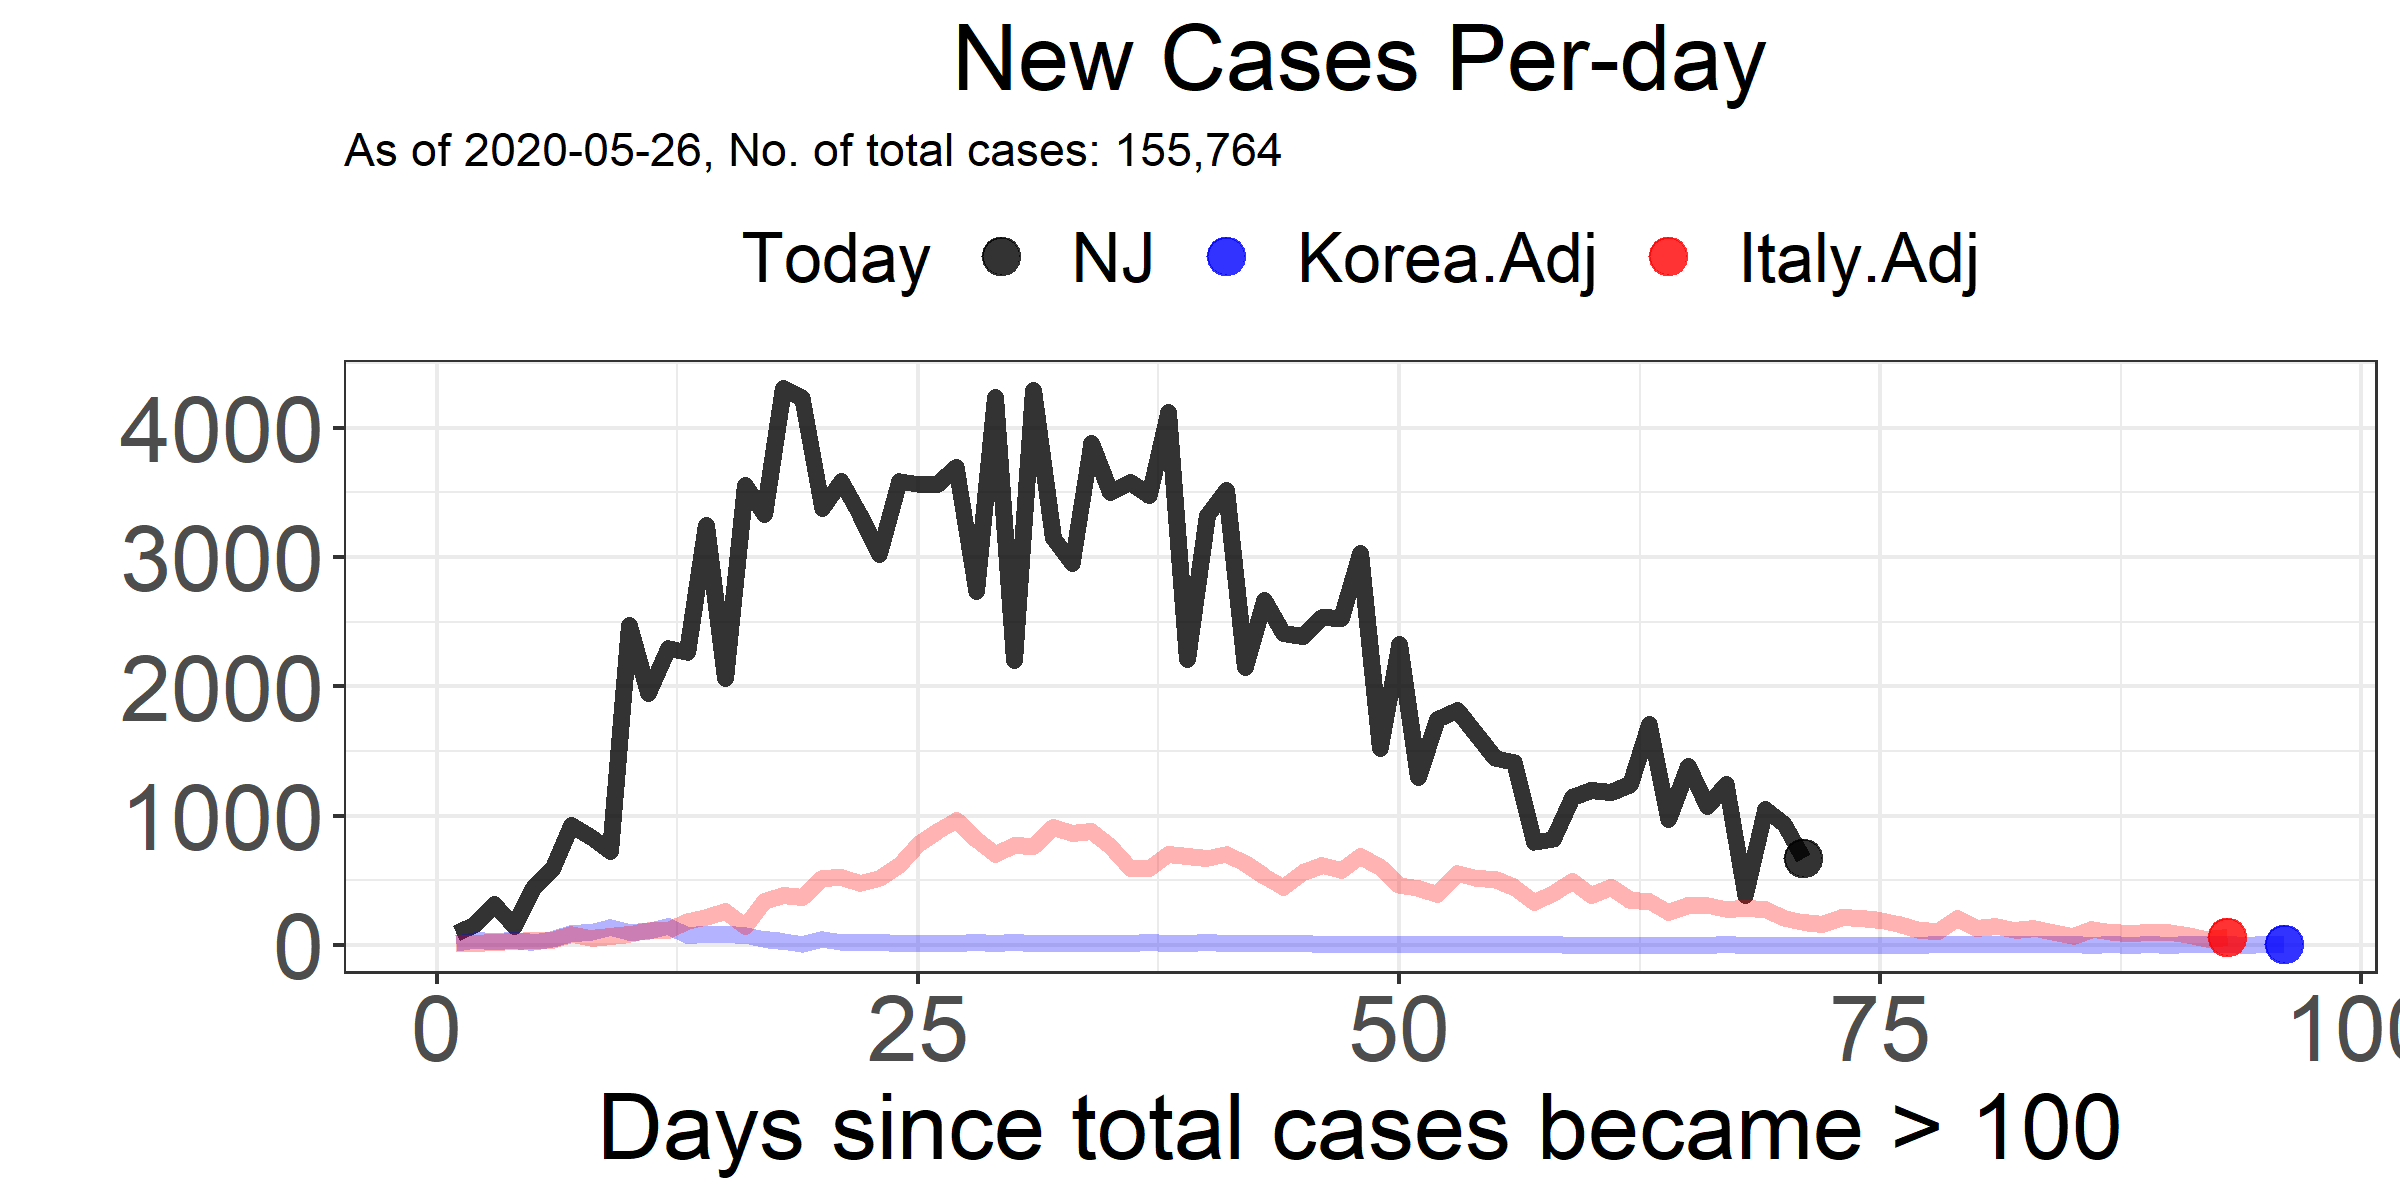 New Cases Per-day
As of 2020-05-26, No. of total cases: 155,764
Today NJ Korea.Adj Italy.Adj
4000
3000
2000
1000
0
0 25 50 75 100
Days since total cases became > 100